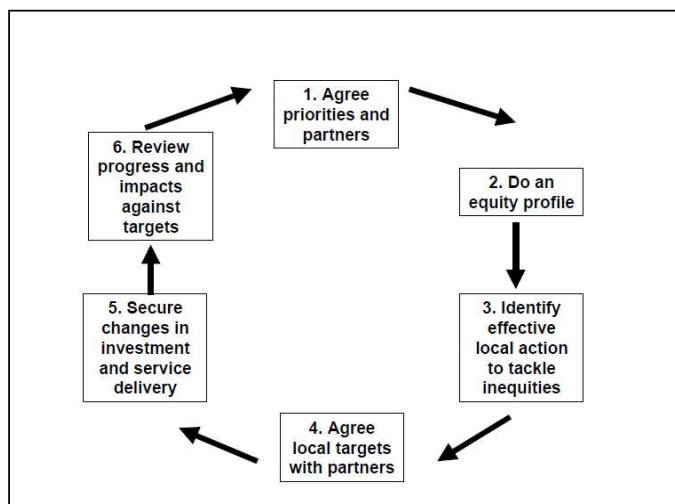 1. Agree
priorities and
partners
2. Do an
equity profile
3. Identify
effective
local action
to tackle
inequities
4. Agree
local targets
with partners
5. Secure
changes in
investment
and service
delivery
6. Review
progress and
impacts
against
targets